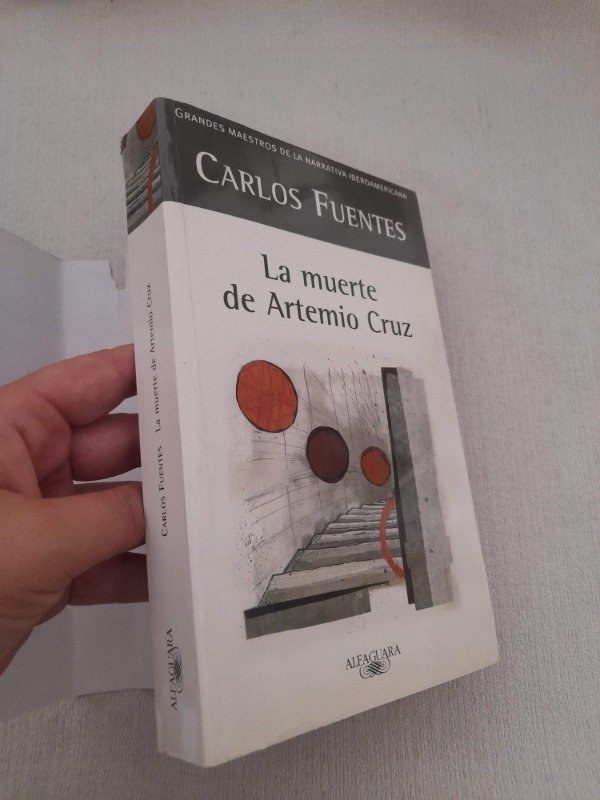 GRANDES MAESTROS DE LA NARRATIVA IBEROAMERICANA
CARLOS FUENTES
La muerte
de Artemio Cruz
ALFAGUARA
CARLOS FUENTES La muerte de Artemio Cruz
ALFAGUARA